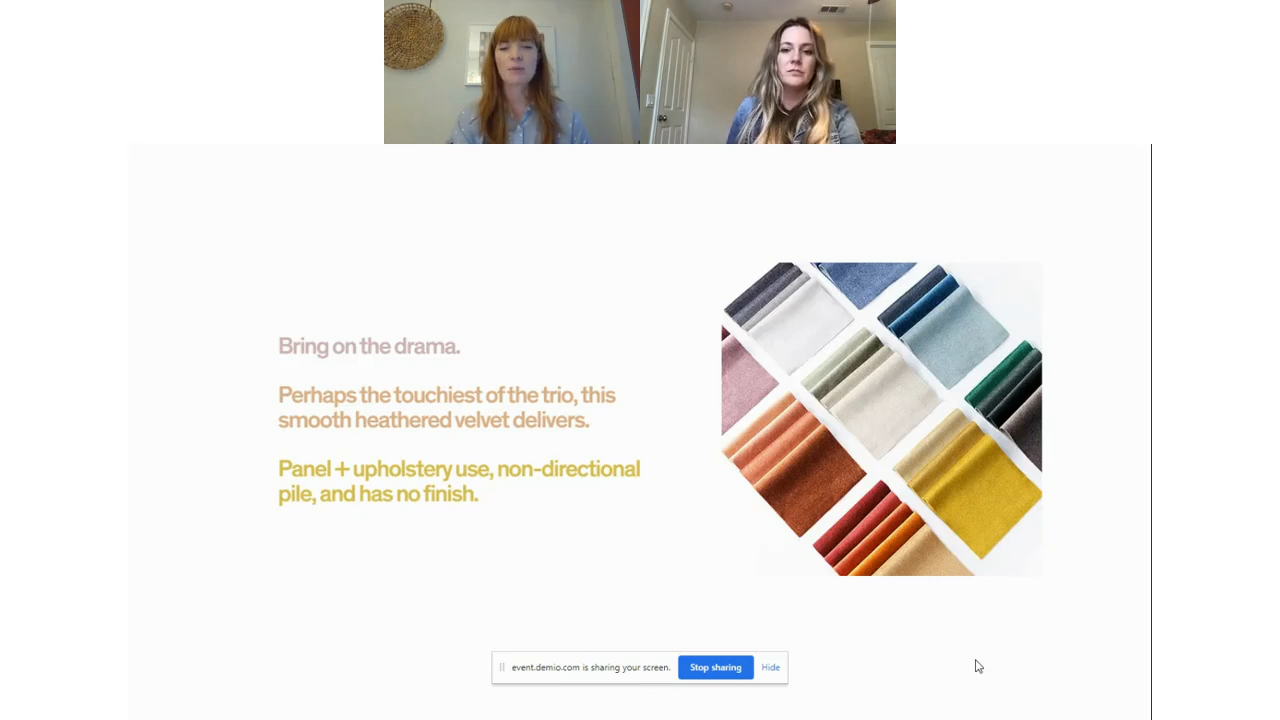 Bring on the drama.
Perhaps the touchiest of the trio, this
smooth heathered velvet delivers.
Panel + upholstery use, non-directional
pile, and has no finish.
event.demio.com is sharing your screen. Stop sharing Hide